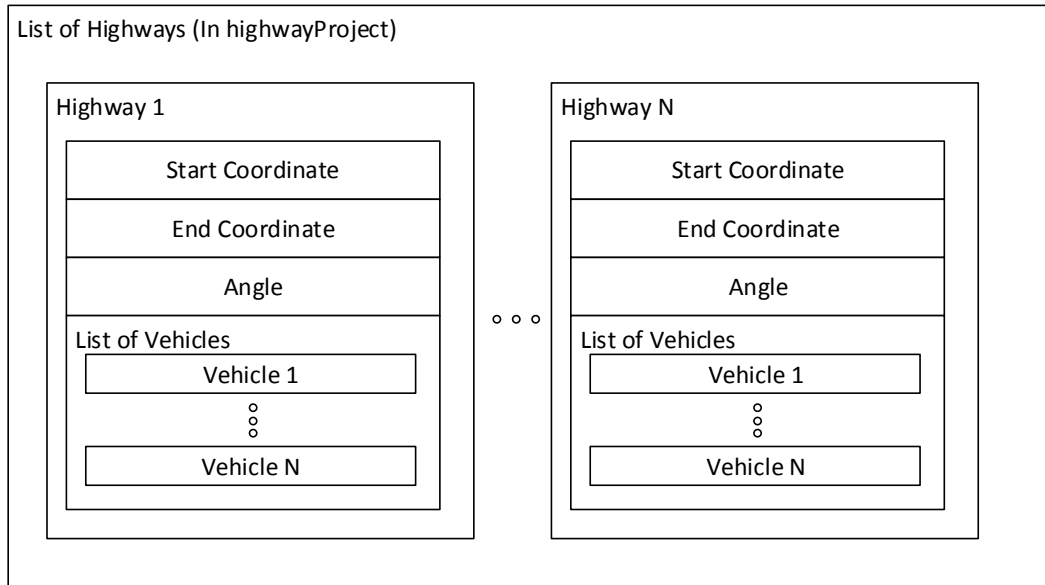 List of Highways (In highwayProject)
Highway 1
Start Coordinate
End Coordinate
Angle
List of Vehicles
Vehicle 1
Vehicle N
Highway N
Start Coordinate
End Coordinate
Angle
List of Vehicles
Vehicle 1
Vehicle N